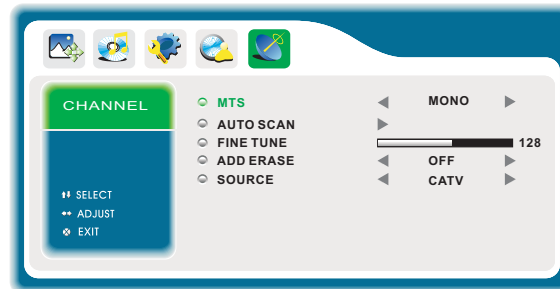 CHANNEL
MTS MONO
AUTO SCAN
FINE TUNE 128
ADD ERASE OFF
SOURCE CATV
SELECT
ADJUST
EXIT